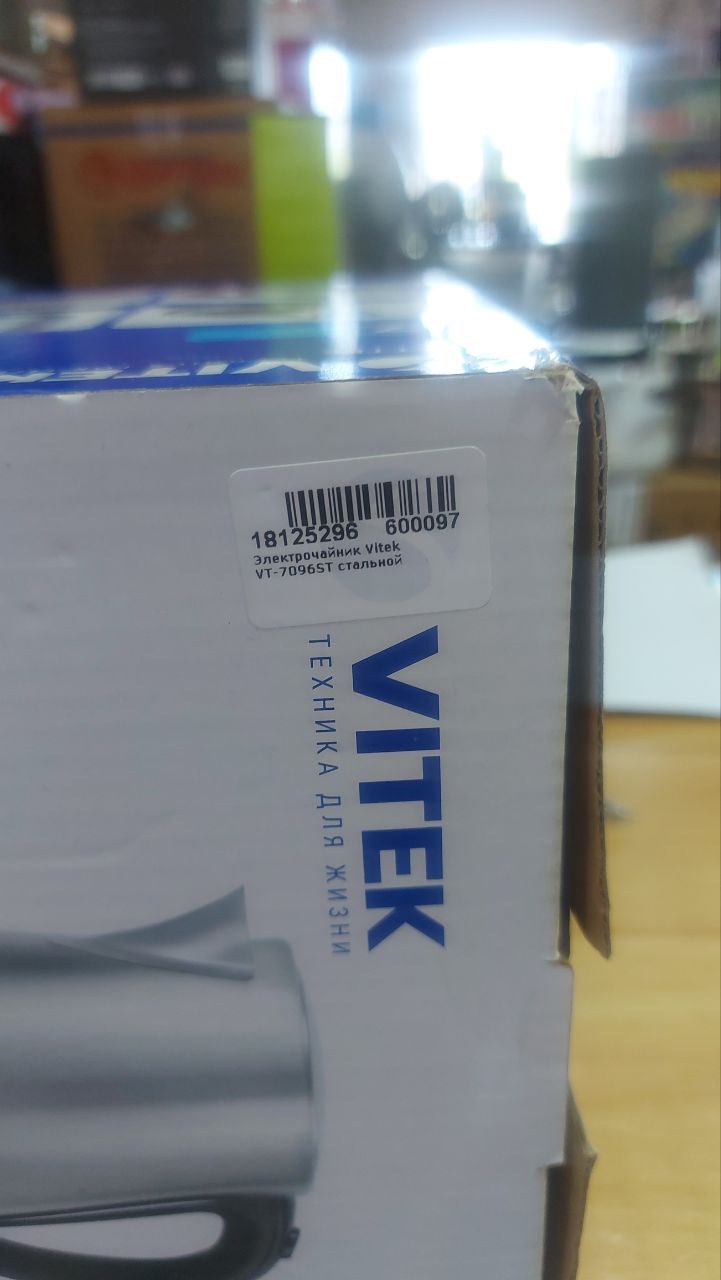 18125296 600097
Электрочайник Vitek
VT-7096ST стальной
VITEK
ТЕХНИКА ДЛЯ ЖИЗНИ